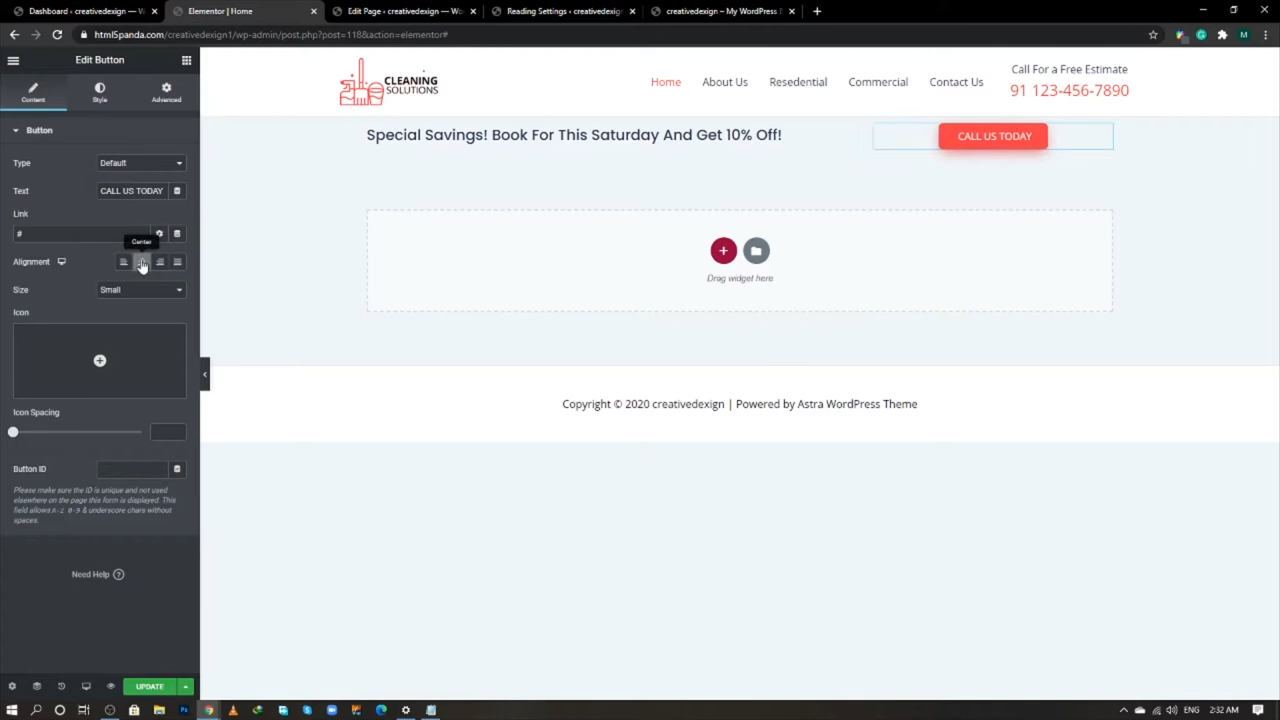 Dashboard ‹ creativedexign — W
Elementor | Home
Edit Page ‹ creativedexign — Wo
Reading Settings ‹ creativedexign
creativedexign – My WordPress B
html5panda.com/creativedexign1/wp-admin/post.php?post=118&action=elementor#
Edit Button
Content
Style
Advanced
Button
Type
Default
Text
CALL US TODAY
Link
#
Center
Alignment
Size
Small
Icon
Icon Spacing
Button ID
Please make sure the ID is unique and not used
elsewhere on the page this form is displayed. This
field allows A-z 0-9 & underscore chars without
spaces.
Need Help
UPDATE
CLEANING
SOLUTIONS
Home
About Us
Resedential
Commercial
Contact Us
Call For a Free Estimate
91 123-456-7890
Special Savings! Book For This Saturday And Get 10% Off!
CALL US TODAY
Drag widget here
Copyright © 2020 creativedexign | Powered by Astra WordPress Theme
ENG
2:32 AM